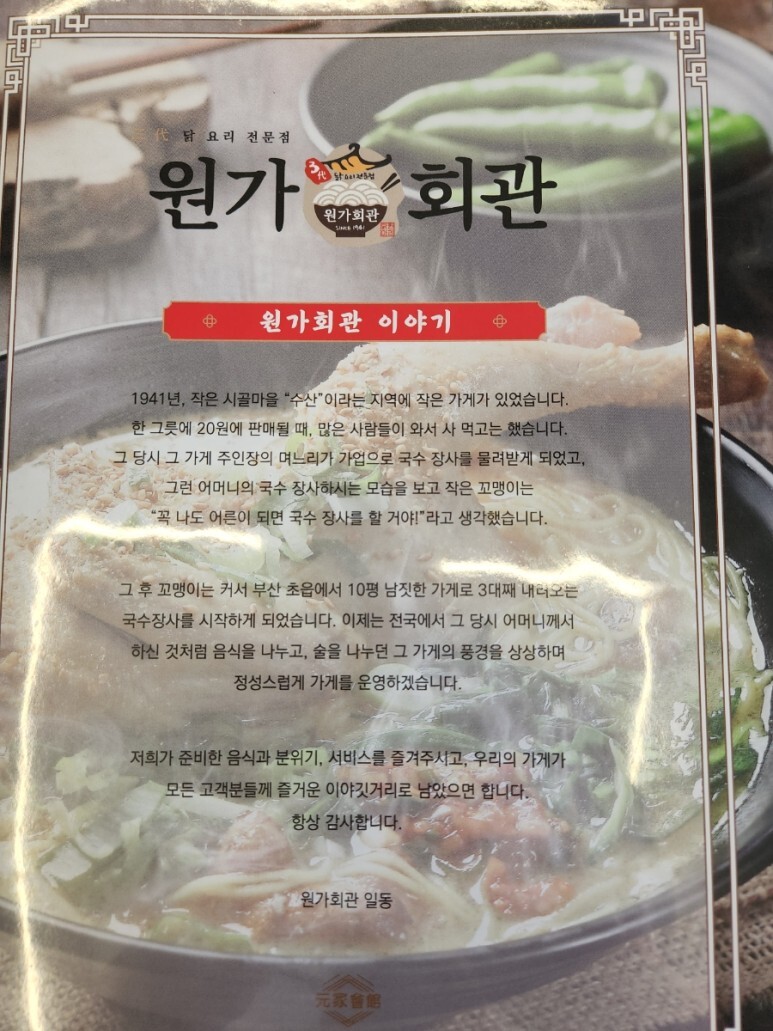 代 닭 요리 전문점
원가 회관
3代
닭요리전문점
원가회관
SINCE 1941
원가회관 이야기
1941년, 작은 시골마을 “수산”이라는 지역에 작은 가게가 있었습니다.
한 그릇에 20원에 판매될 때, 많은 사람들이 와서 사 먹고는 했습니다.
그 당시 그 가게 주인장의 며느리가 가업으로 국수 장사를 물려받게 되었고,
그런 어머니의 국수 장사하시는 모습을 보고 작은 꼬맹이는
“꼭 나도 어른이 되면 국수 장사를 할 거야!”라고 생각했습니다.
그 후 꼬맹이는 커서 부산 초읍에서 10평 남짓한 가게로 3대째 내려오는
국수장사를 시작하게 되었습니다. 이제는 전국에서 그 당시 어머니께서
하신 것처럼 음식을 나누고, 술을 나누던 그 가게의 풍경을 상상하며
정성스럽게 가게를 운영하겠습니다.
저희가 준비한 음식과 분위기, 서비스를 즐겨주시고, 우리의 가게가
모든 고객분들께 즐거운 이야깃거리로 남았으면 합니다.
항상 감사합니다.
원가회관 일동
元家會館